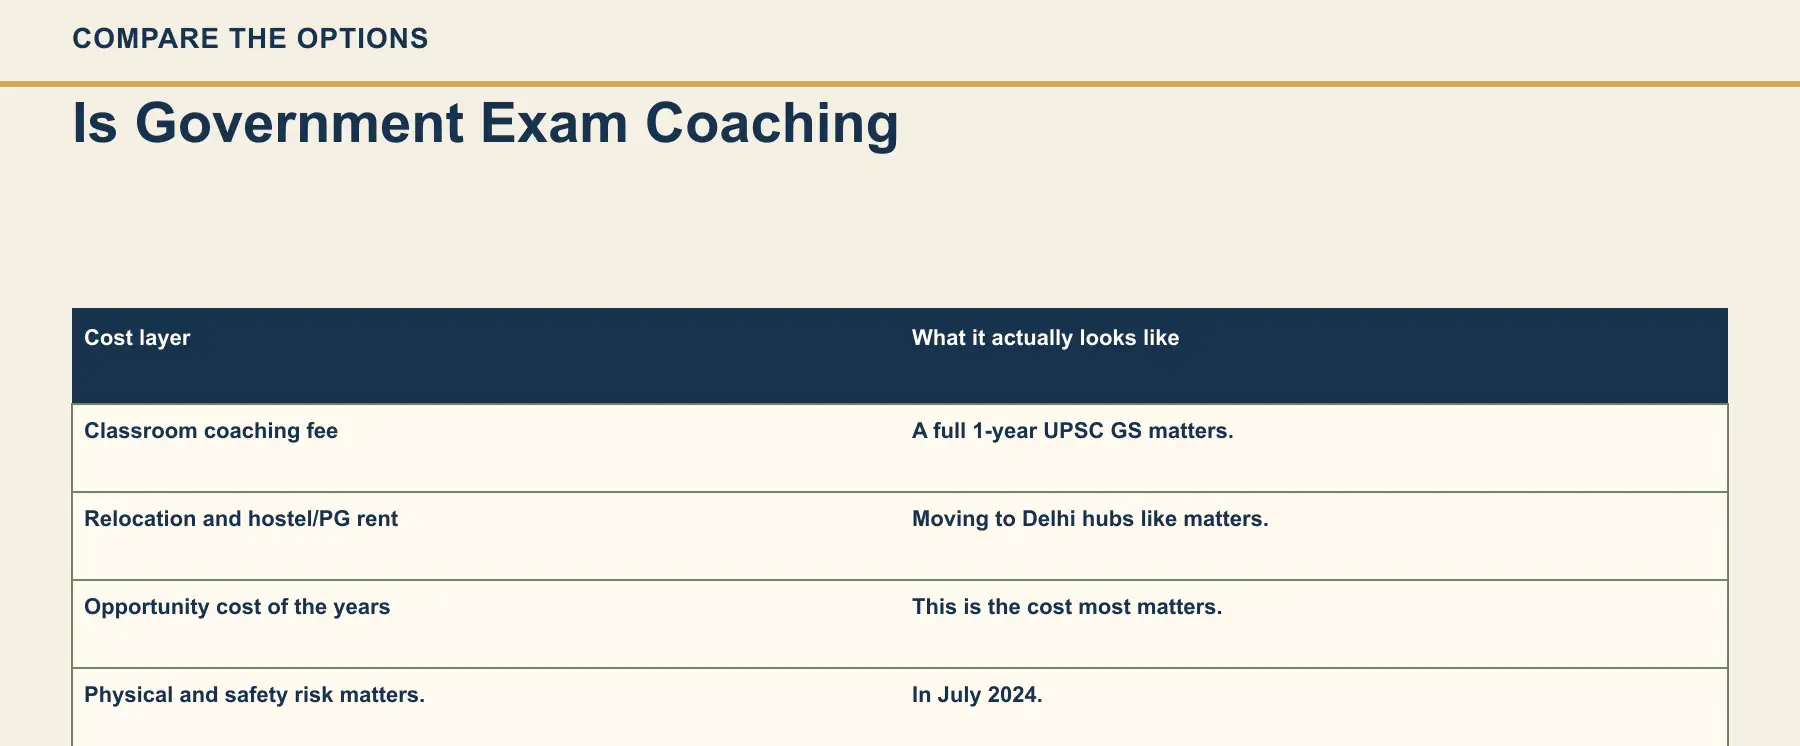 COMPARE THE OPTIONS
Is Government Exam Coaching
Cost layer What it actually looks like
Classroom coaching fee A full 1-year UPSC GS matters.
Relocation and hostel/PG rent Moving to Delhi hubs like matters.
Opportunity cost of the years This is the cost most matters.
Physical and safety risk matters. In July 2024.